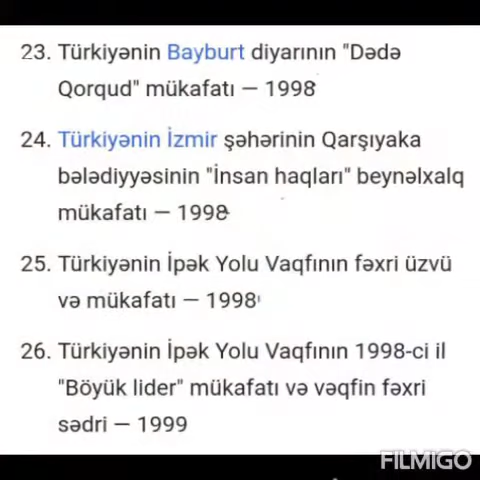 23. Türkiyənin Bayburt diyarının "Dədə
Qorqud" mükafatı — 1998
24. Türkiyənin İzmir şəhərinin Qarşıyaka
bələdiyyəsinin "İnsan haqları" beynəlxalq
mükafatı — 1998
25. Türkiyənin İpək Yolu Vaqfının fəxri üzvü
və mükafatı — 1998
26. Türkiyənin İpək Yolu Vaqfının 1998-ci il
"Böyük lider" mükafatı və vəqfin fəxri
sədri — 1999
FILMIGO